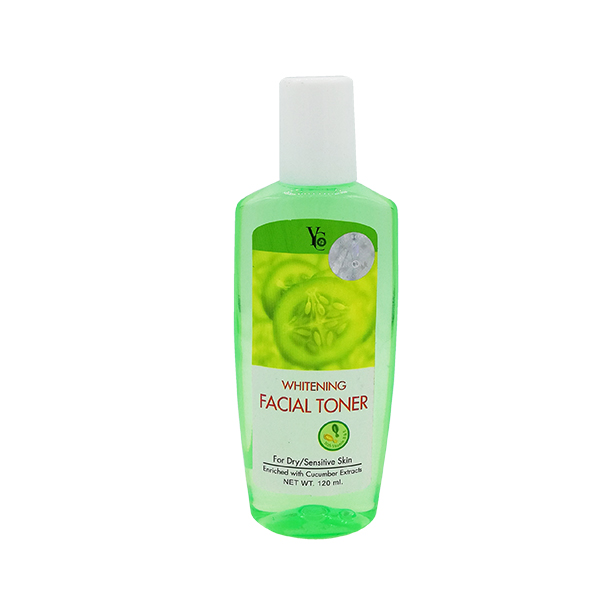 YC
WHITENING
FACIAL TONER
For Dry/Sensitive Skin
Enriched with Cucumber Extracts
NET WT. 120 ml.